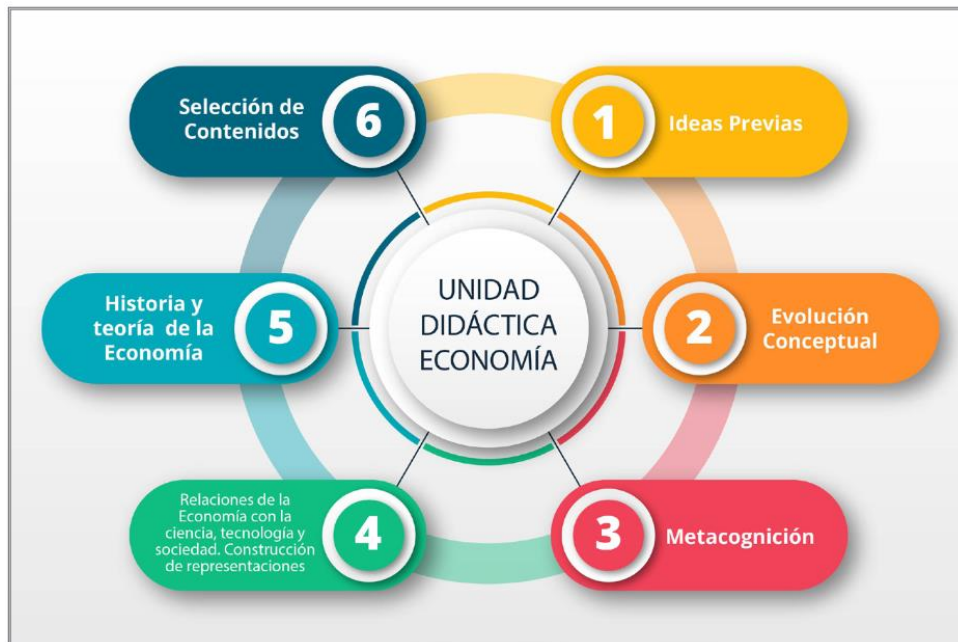 UNIDAD
DIDÁCTICA
ECONOMÍA
1
Ideas Previas
2
Evolución
Conceptual
3
Metacognición
4
Relaciones de la
Economía con la
ciencia, tecnología y
sociedad. Construcción
de representaciones
5
Historia y
teoría de la
Economía
6
Selección de
Contenidos